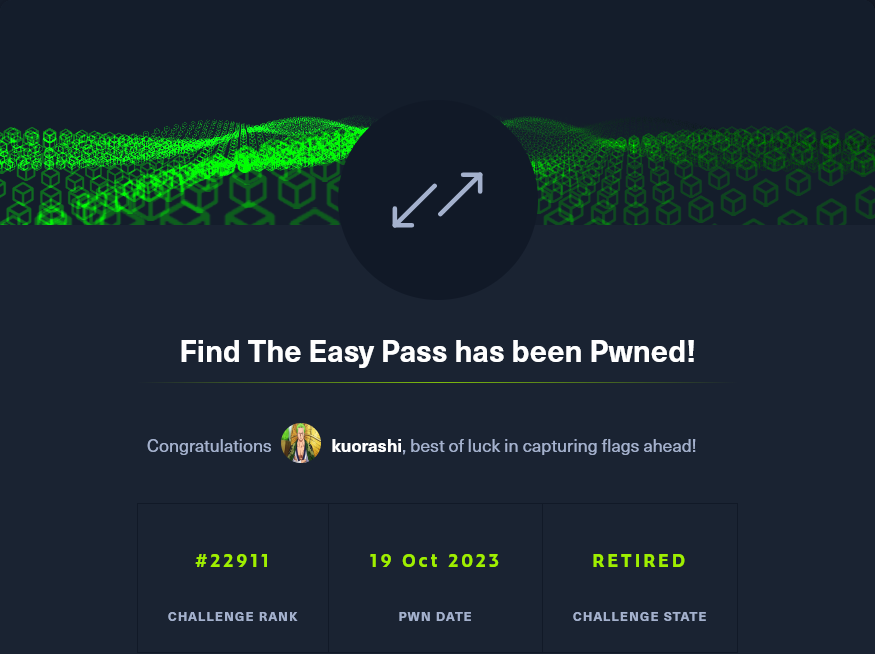 Find The Easy Pass has been Pwned!
Congratulations kuorashi, best of luck in capturing flags ahead!
#22911 19 Oct 2023 RETIRED
CHALLENGE RANK PWN DATE CHALLENGE STATE